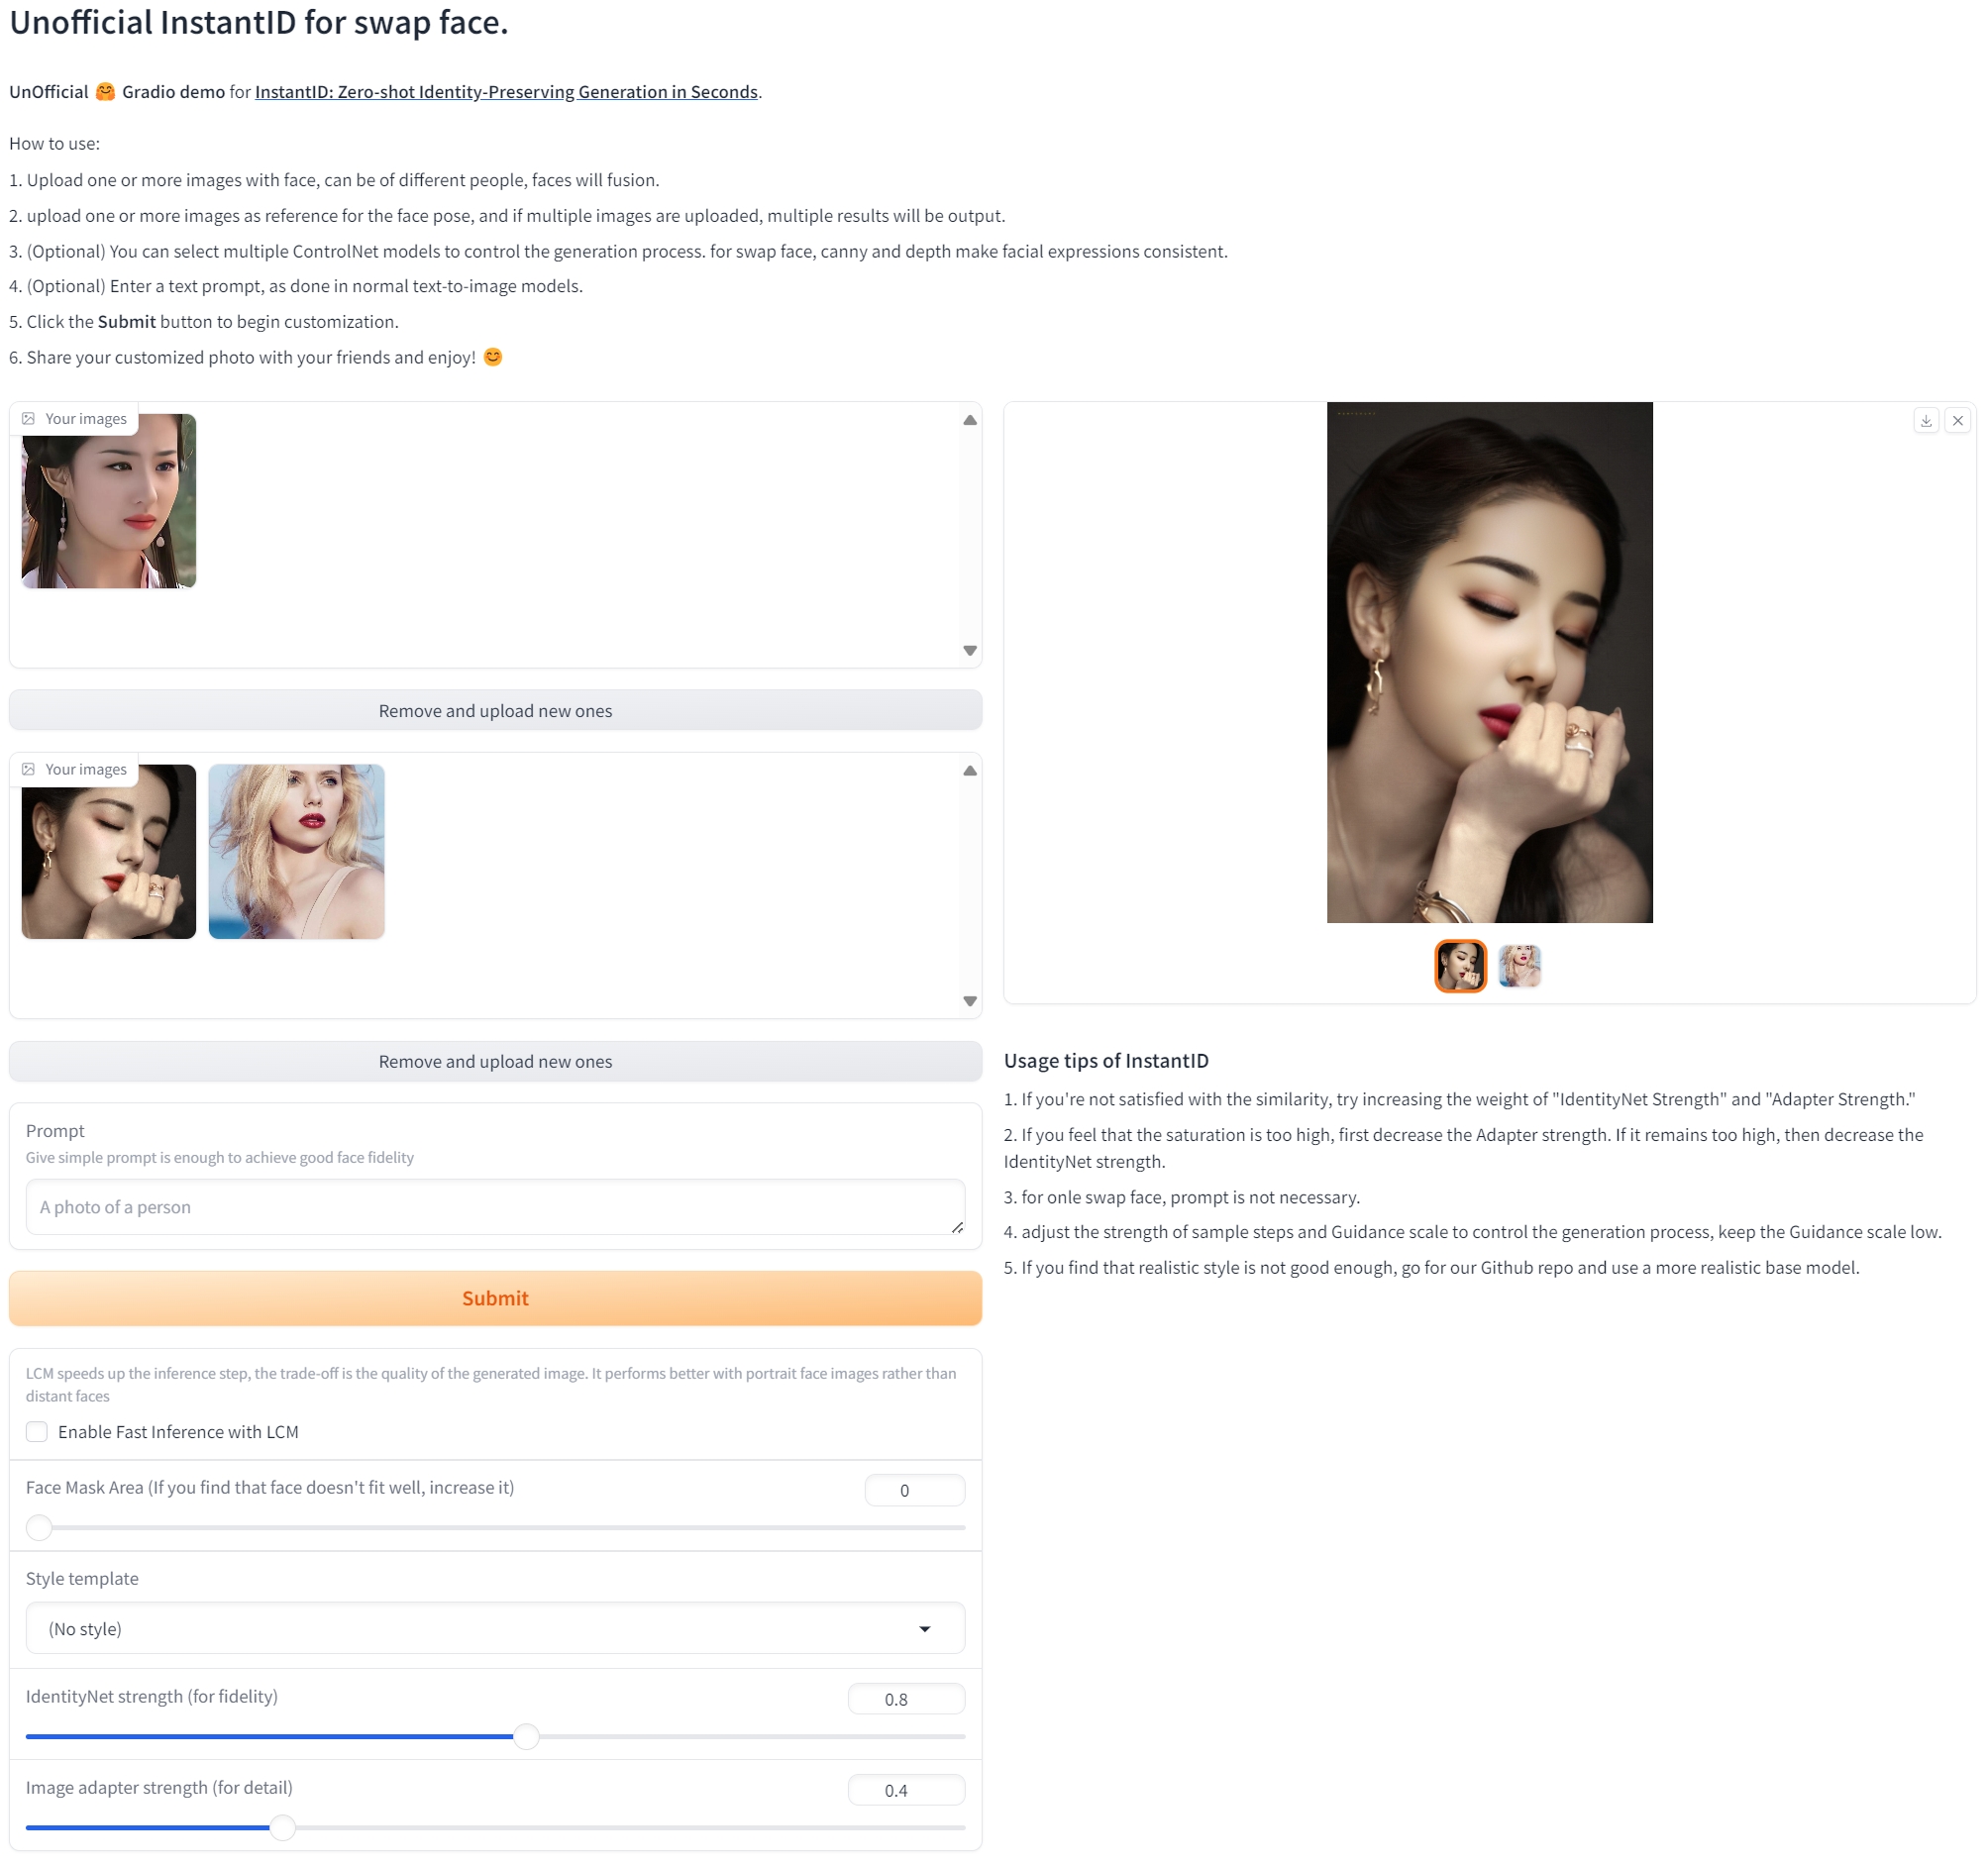 Unofficial InstantID for swap face.
UnOfficial 🤗 Gradio demo for InstantID: Zero-shot Identity-Preserving Generation in Seconds.
How to use:
1. Upload one or more images with face, can be of different people, faces will fusion.
2. upload one or more images as reference for the face pose, and if multiple images are uploaded, multiple results will be output.
3. (Optional) You can select multiple ControlNet models to control the generation process. for swap face, canny and depth make facial expressions consistent.
4. (Optional) Enter a text prompt, as done in normal text-to-image models.
5. Click the Submit button to begin customization.
6. Share your customized photo with your friends and enjoy! 😊
Your images
Remove and upload new ones
Your images
Remove and upload new ones
Prompt
Give simple prompt is enough to achieve good face fidelity
A photo of a person
Submit
LCM speeds up the inference step, the trade-off is the quality of the generated image. It performs better with portrait face images rather than
distant faces
Enable Fast Inference with LCM
Face Mask Area (If you find that face doesn't fit well, increase it)
0
Style template
(No style)
IdentityNet strength (for fidelity)
0.8
Image adapter strength (for detail)
0.4
Usage tips of InstantID
1. If you're not satisfied with the similarity, try increasing the weight of "IdentityNet Strength" and "Adapter Strength."
2. If you feel that the saturation is too high, first decrease the Adapter strength. If it remains too high, then decrease the
IdentityNet strength.
3. for onle swap face, prompt is not necessary.
4. adjust the strength of sample steps and Guidance scale to control the generation process, keep the Guidance scale low.
5. If you find that realistic style is not good enough, go for our Github repo and use a more realistic base model.